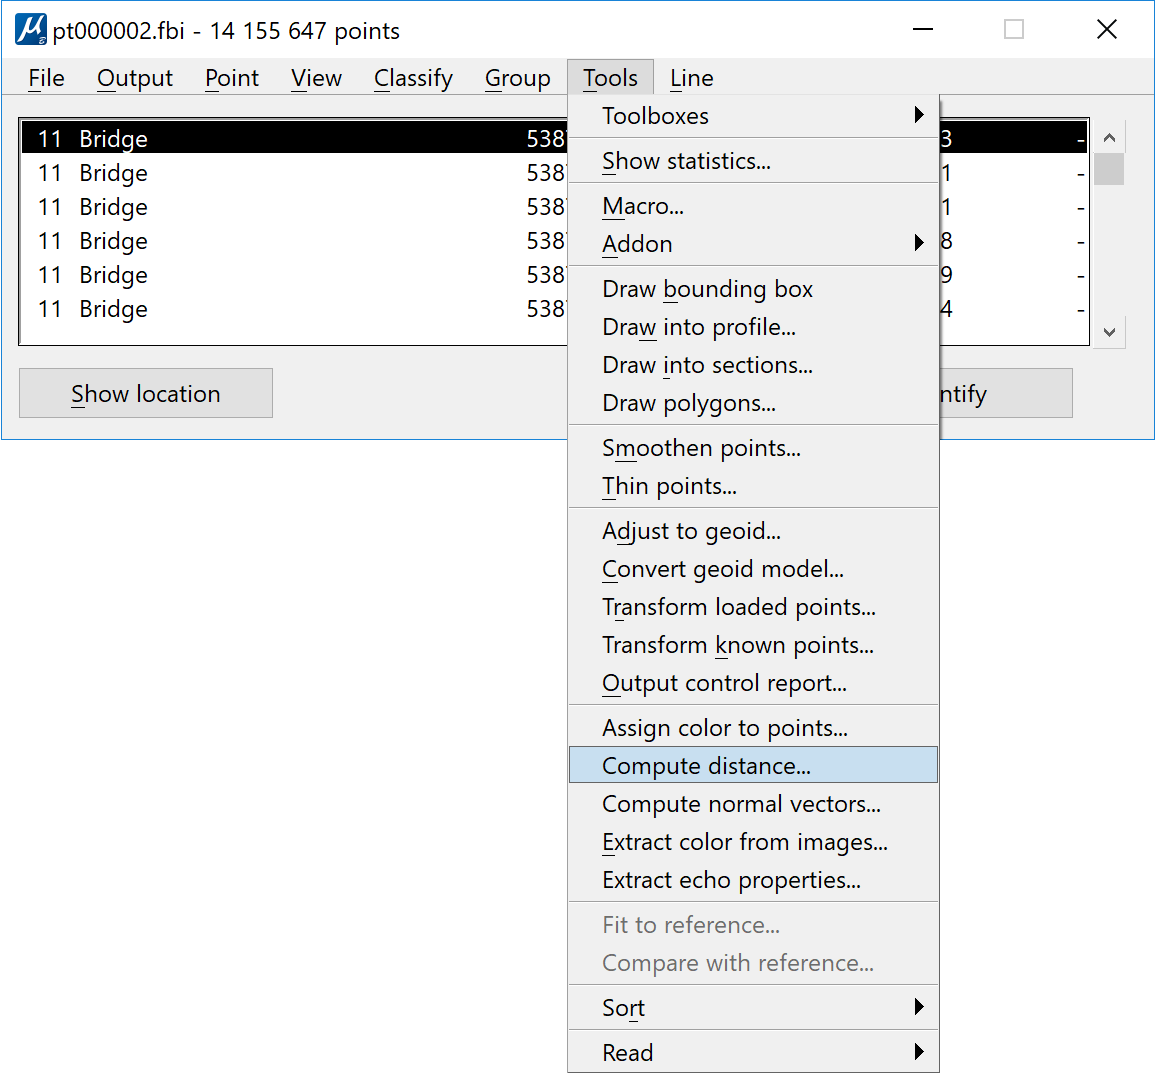 pt000002.fbi - 14 155 647 points
File Output Point View Classify Group Tools Line
11 Bridge 538 3 -
11 Bridge 538 1 -
11 Bridge 538 1 -
11 Bridge 538 8 -
11 Bridge 538 9 -
11 Bridge 538 4 -
Show location
ntify
Toolboxes
Show statistics...
Macro...
Addon
Draw bounding box
Draw into profile...
Draw into sections...
Draw polygons...
Smoothen points...
Thin points...
Adjust to geoid...
Convert geoid model...
Transform loaded points...
Transform known points...
Output control report...
Assign color to points...
Compute distance...
Compute normal vectors...
Extract color from images...
Extract echo properties...
Fit to reference...
Compare with reference...
Sort
Read